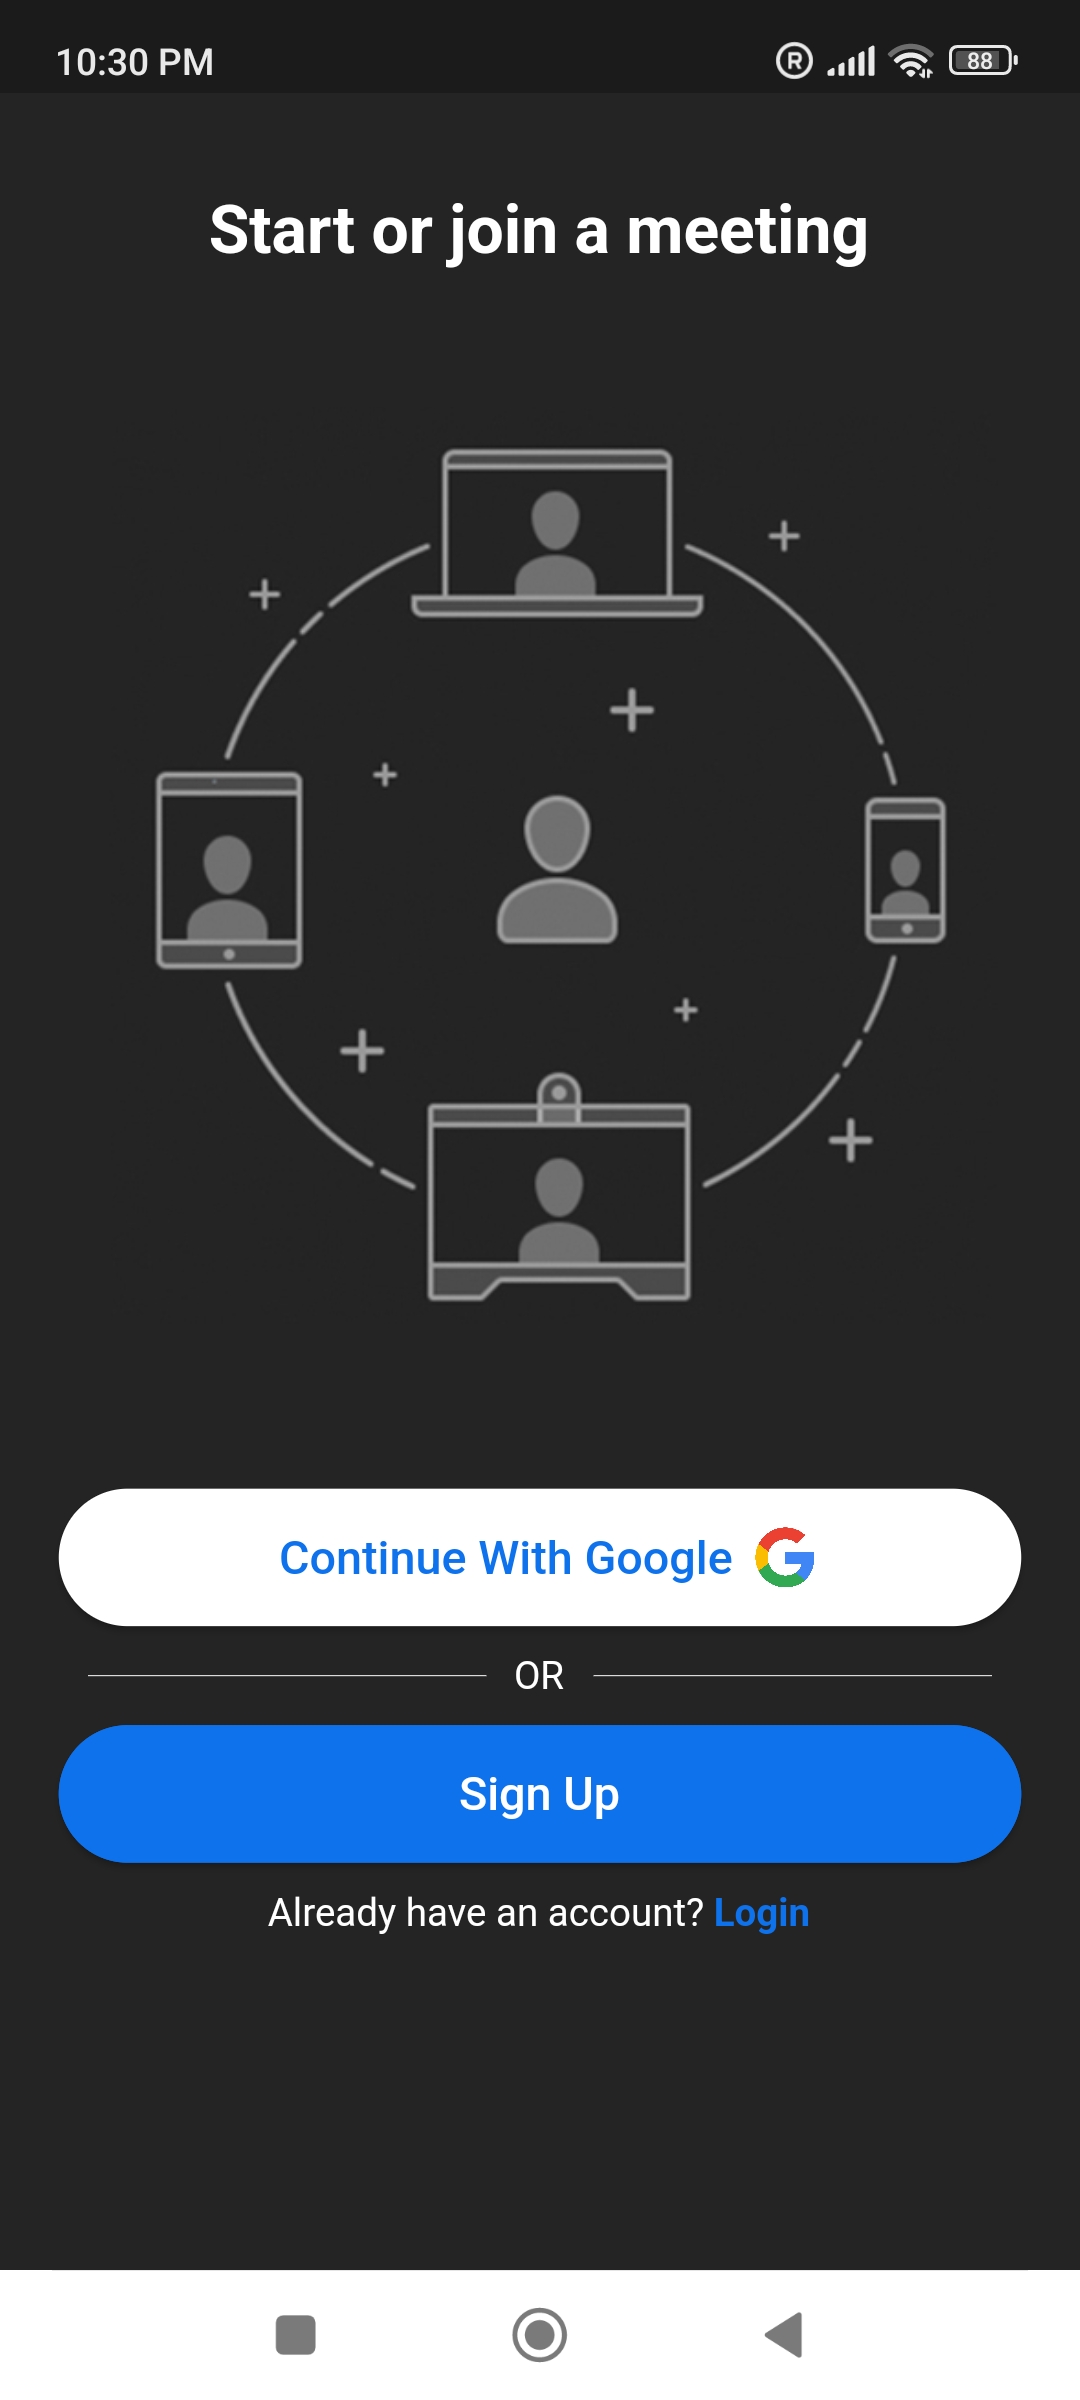 10:30 PM
R
88
Start or join a meeting
Continue With Google
OR
Sign Up
Already have an account? Login